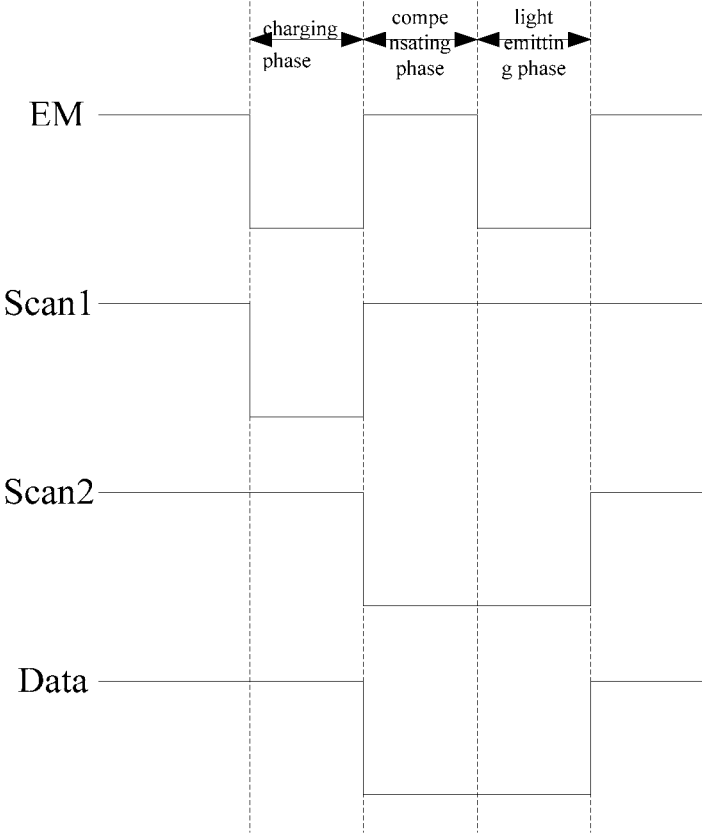 charging
phase
compe
nsating
phase
light
emittin
g phase
EM
Scan1
Scan2
Data